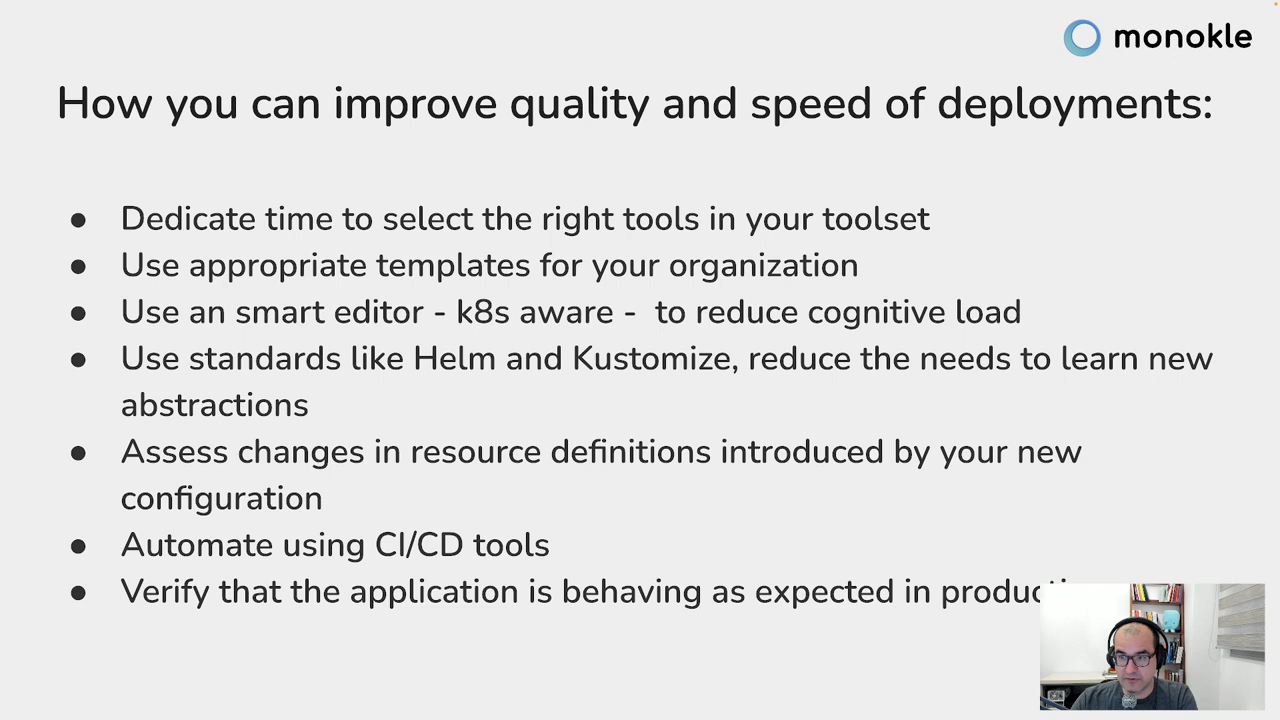 monokle
How you can improve quality and speed of deployments:
● Dedicate time to select the right tools in your toolset
● Use appropriate templates for your organization
● Use an smart editor - k8s aware -  to reduce cognitive load
● Use standards like Helm and Kustomize, reduce the needs to learn new
abstractions
● Assess changes in resource definitions introduced by your new
configuration
● Automate using CI/CD tools
● Verify that the application is behaving as expected in